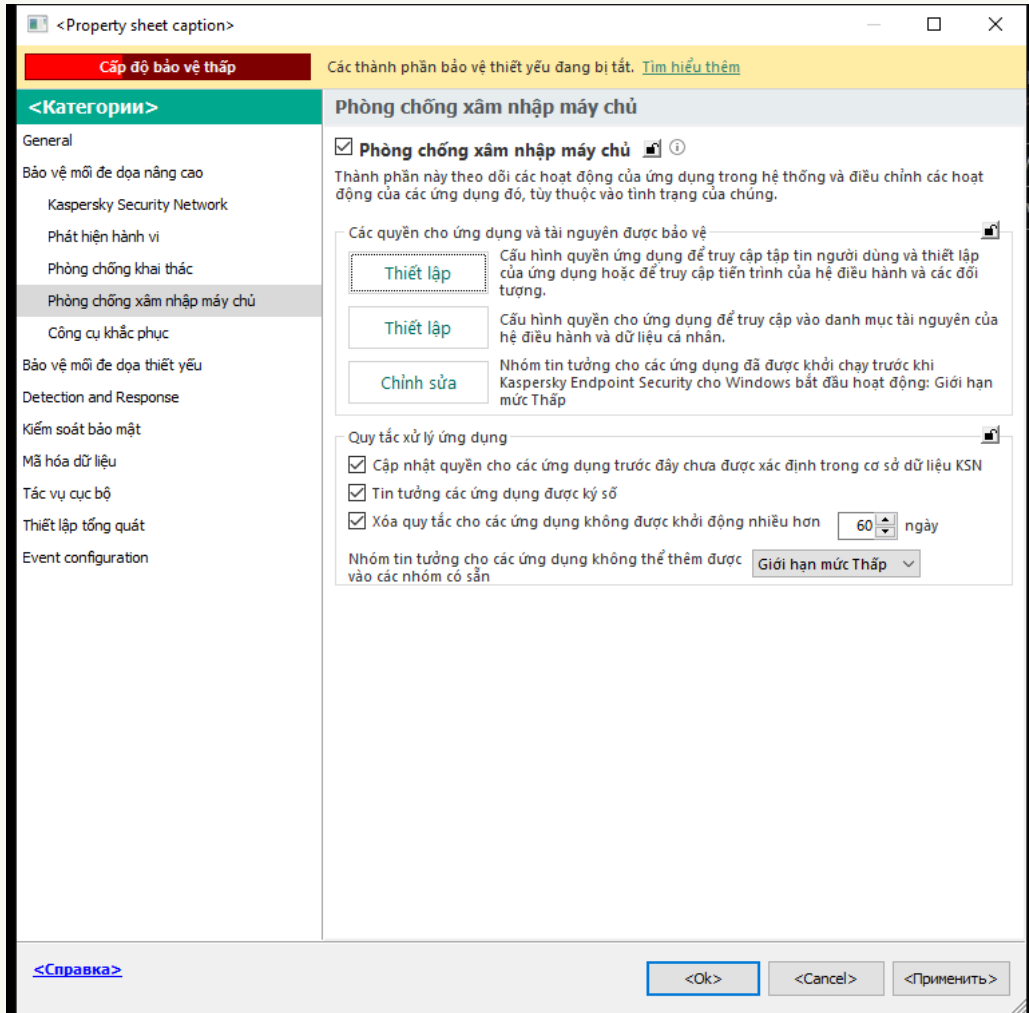 <Property sheet caption>
Cấp độ bảo vệ thấp
Các thành phần bảo vệ thiết yếu đang bị tắt. Tìm hiểu thêm
<Категории>
General
Bảo vệ mối đe dọa nâng cao
Kaspersky Security Network
Phát hiện hành vi
Phòng chống khai thác
Phòng chống xâm nhập máy chủ
Công cụ khắc phục
Bảo vệ mối đe dọa thiết yếu
Detection and Response
Kiểm soát bảo mật
Mã hóa dữ liệu
Tác vụ cục bộ
Thiết lập tổng quát
Event configuration
Phòng chống xâm nhập máy chủ
Phòng chống xâm nhập máy chủ
Thành phần này theo dõi các hoạt động của ứng dụng trong hệ thống và điều chỉnh các hoạt
động của các ứng dụng đó, tùy thuộc vào tình trạng của chúng.
Các quyền cho ứng dụng và tài nguyên được bảo vệ
Thiết lập
Cấu hình quyền ứng dụng để truy cập tập tin người dùng và thiết lập
của ứng dụng hoặc để truy cập tiến trình của hệ điều hành và các đối
tượng.
Thiết lập
Cấu hình quyền cho ứng dụng để truy cập vào danh mục tài nguyên của
hệ điều hành và dữ liệu cá nhân.
Chỉnh sửa
Nhóm tin tưởng cho các ứng dụng đã được khởi chạy trước khi
Kaspersky Endpoint Security cho Windows bắt đầu hoạt động: Giới hạn
mức Thấp
Quy tắc xử lý ứng dụng
Cập nhật quyền cho các ứng dụng trước đây chưa được xác định trong cơ sở dữ liệu KSN
Tin tưởng các ứng dụng được ký số
Xóa quy tắc cho các ứng dụng không được khởi động nhiều hơn 60 ngày
Nhóm tin tưởng cho các ứng dụng không thể thêm được
vào các nhóm có sẵn
Giới hạn mức Thấp
<Справка>
<Ok>
<Cancel>
<Применить>